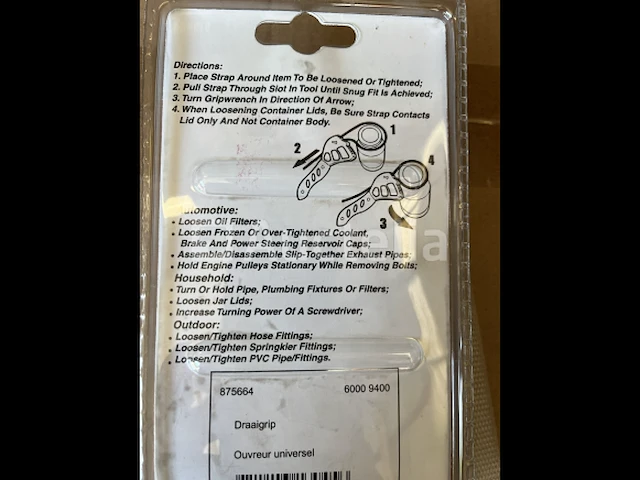 Directions:
1. Place Strap Around Item To Be Loosened Or Tightened;
2. Pull Strap Through Slot In Tool Until Snug Fit Is Achieved;
3. Turn Gripwrench In Direction Of Arrow;
4. When Loosening Container Lids, Be Sure Strap Contacts
Lid Only And Not Container Body.
1
2
4
3
Automotive:
• Loosen Oil Filters;
• Loosen Frozen Or Over-Tightened Coolant,
Brake And Power Steering Reservoir Caps;
• Assemble/Disassemble Slip-Together Exhaust Pipes;
• Hold Engine Pulleys Stationary While Removing Bolts;
Household:
• Turn Or Hold Pipe, Plumbing Fixtures Or Filters;
• Loosen Jar Lids;
• Increase Turning Power Of A Screwdriver;
Outdoor:
• Loosen/Tighten Hose Fittings;
• Loosen/Tighten Springkler Fittings;
• Loosen/Tighten PVC Pipe/Fittings.
875664 6000 9400
Draaigrip
Ouvreur universel